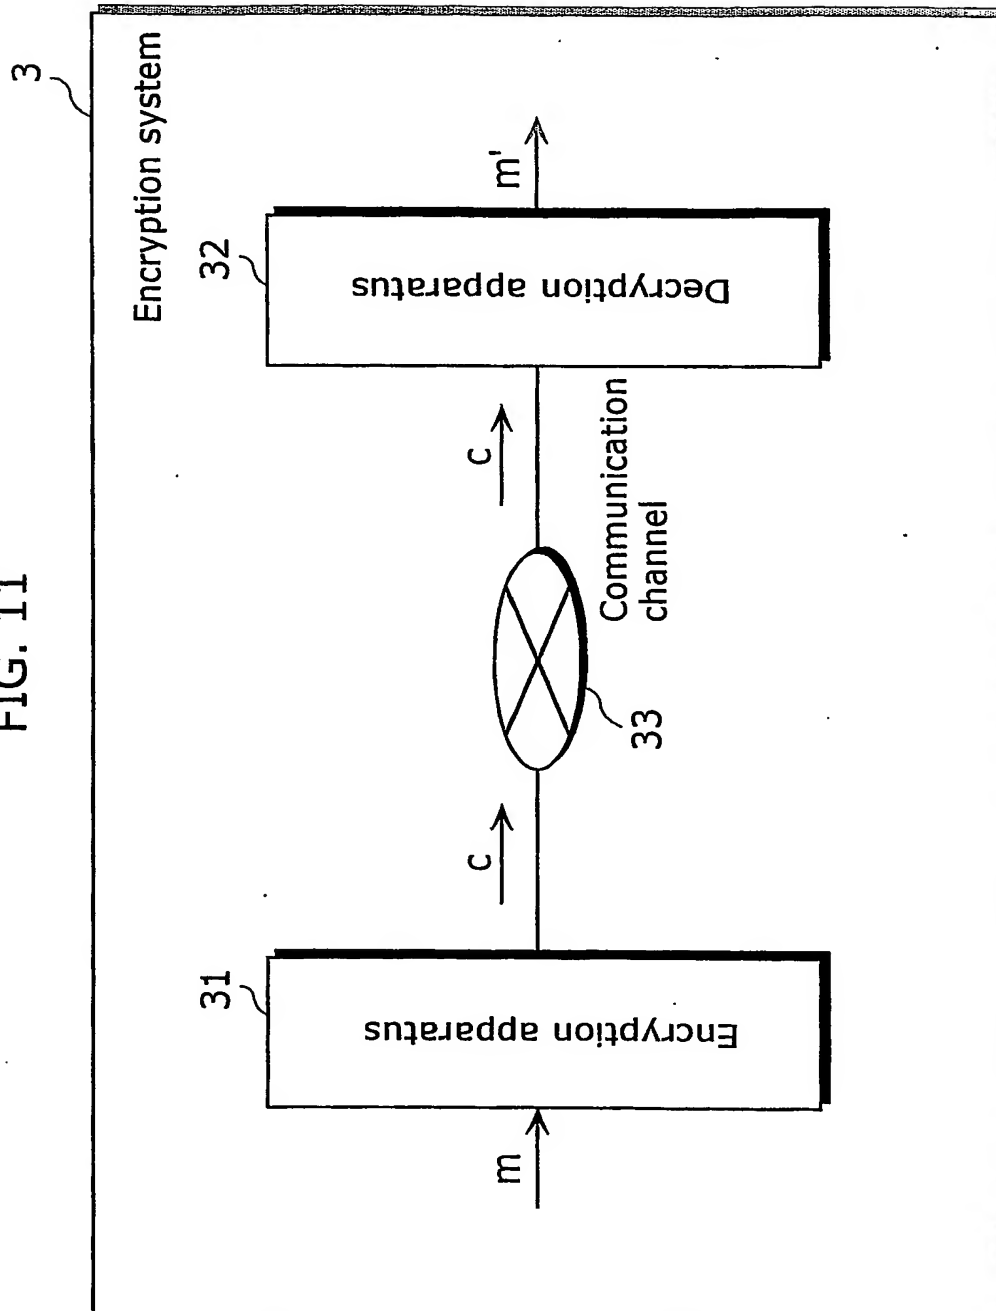 FIG. 11
3
Encryption system
31
32
Encryption apparatus
Decryption apparatus
m
c
c
m'
33
Communication
channel